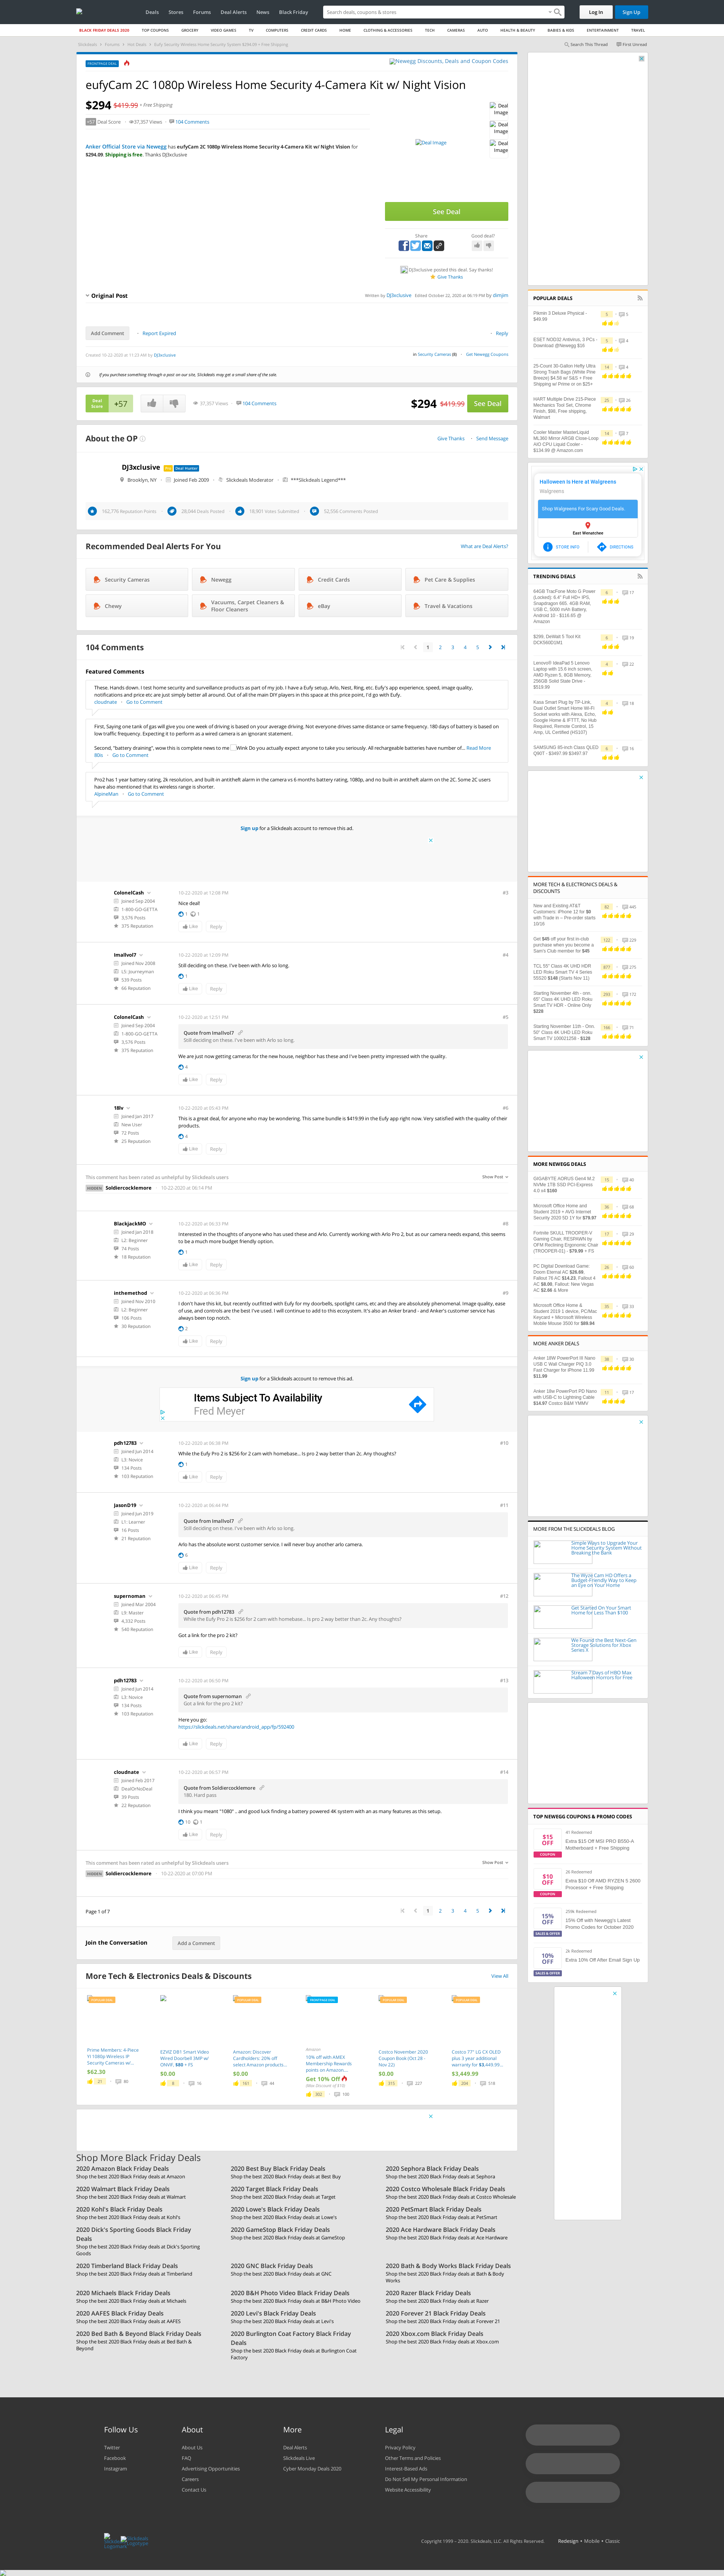 Deals Stores Forums Deal Alerts News Black Friday
Search deals, coupons, & stores
Log In Sign Up
BLACK FRIDAY DEALS 2020 TOP COUPONS GROCERY VIDEO GAMES TV COMPUTERS CREDIT CARDS HOME CLOTHING & ACCESSORIES TECH CAMERAS AUTO HEALTH & BEAUTY BABIES & KIDS ENTERTAINMENT TRAVEL
Search This Thread First Unread
FRONTPAGE DEAL
Newegg Discounts, Deals and Coupon Codes
eufyCam 2C 1080p Wireless Home Security 4-Camera Kit w/ Night Vision
$294 $419.99 + Free Shipping
+57 Deal Score 37,357 Views 104 Comments
Deal Image
Deal Image
Deal Image
Deal Image
Anker Official Store via Newegg has eufyCam 2C 1080p Wireless Home Security 4-Camera Kit w/ Night Vision for
$294.09. Shipping is free. Thanks DJ3xclusive
See Deal
Share Good deal?
DJ3xclusive posted this deal. Say thanks!
Give Thanks
Original Post
Written by DJ3xclusive Edited October 22, 2020 at 06:19 PM by dimjim
Add Comment Report Expired Reply
Created 10-22-2020 at 11:23 AM by DJ3xclusive
in Security Cameras (8) Get Newegg Coupons
If you purchase something through a post on our site, Slickdeals may get a small share of the sale.
Deal Score +57
37,357 Views 104 Comments
$294 $419.99 See Deal
About the OP
Give Thanks Send Message
DJ3xclusive
Deal Hunter
Brooklyn, NY Joined Feb 2009 Slickdeals Moderator ***Slickdeals Legend***
162,776 Reputation Points 28,044 Deals Posted 18,901 Votes Submitted 52,556 Comments Posted
Recommended Deal Alerts For You
What are Deal Alerts?
Security Cameras Newegg Credit Cards Pet Care & Supplies
Chewy Vacuums, Carpet Cleaners & Floor Cleaners eBay Travel & Vacations
104 Comments
1 2 3 4 5
Featured Comments
These. Hands down. I test home security and surveillance products as part of my job. I have a Eufy setup, Arlo, Nest, Ring, etc. Eufy's app experience, speed, image quality,
notifications and price are just simply better all around. Out of all of the main DIY players in this space at this price point, I'd go with Eufy.
cloudnate Go to Comment
First, Saying one tank of gas will give you one week of driving is based on your average driving. Not everyone drives same distance or same frequency. 180 days of battery is based on
low traffic frequency. Expecting it to perform as a wired camera is an ignorant statement.
Second, "battery draining", wow this is complete news to me Wink Do you actually expect anyone to take you seriously. All rechargeable batteries have number of... Read More
80is Go to Comment
Pro2 has 1 year battery rating, 2k resolution, and built-in antitheft alarm in the camera vs 6 months battery rating, 1080p, and no built-in antitheft alarm on the 2C. Some 2C users
have also mentioned that its wireless range is shorter.
AlpineMan Go to Comment
Sign up for a Slickdeals account to remove this ad.
ColonelCash
Joined Sep 2004
1-800-GO-GETTA
3,576 Posts
375 Reputation
10-22-2020 at 12:08 PM #3
Nice deal!
1 1
Like Reply
Imallvol7
Joined Nov 2008
L5: Journeyman
539 Posts
66 Reputation
10-22-2020 at 12:09 PM #4
Still deciding on these. I've been with Arlo so long.
1
Like Reply
ColonelCash
Joined Sep 2004
1-800-GO-GETTA
3,576 Posts
375 Reputation
10-22-2020 at 12:51 PM #5
Quote from Imallvol7
Still deciding on these. I've been with Arlo so long.
We are just now getting cameras for the new house, neighbor has these and I've been pretty impressed with the quality.
4
Like Reply
18lv
Joined Jan 2017
New User
72 Posts
25 Reputation
10-22-2020 at 05:43 PM #6
This is a great deal, for anyone who may be wondering. This same bundle is $419.99 in the Eufy app right now. Very satisfied with the quality of their
products.
4
Like Reply
This comment has been rated as unhelpful by Slickdeals users Show Post
HIDDEN Soldiercocklemore 10-22-2020 at 06:14 PM
BlackjackMO
Joined Jan 2018
L2: Beginner
74 Posts
18 Reputation
10-22-2020 at 06:33 PM #8
Interested in the thoughts of anyone who has used these and Arlo. Currently working with Arlo Pro 2, but as our camera needs expand, this seems
to be a much more budget friendly option.
1
Like Reply
inthemethod
Joined Nov 2010
L2: Beginner
106 Posts
30 Reputation
10-22-2020 at 06:36 PM #9
I don't have this kit, but recently outfitted with Eufy for my doorbells, spotlight cams, etc and they are absolutely phenomenal. Image quality, ease
of use, and controls are the best I've used. I will continue to add to what I have as it continues to go on sale. It's also an Anker brand - and Anker's customer service has
always been top notch.
2
Like Reply
Sign up for a Slickdeals account to remove this ad.
Items Subject To Availability
Fred Meyer
pdh12783
Joined Jun 2014
L3: Novice
134 Posts
103 Reputation
10-22-2020 at 06:39 PM #10
While the Eufy Pro 2 is $256 for 2 cam with homebase... Is pro 2 way better than 2c. Any thoughts?
1
Like Reply
JasonD19
Joined Jun 2019
L1: Learner
16 Posts
21 Reputation
10-22-2020 at 06:44 PM #11
Quote from Imallvol7
Still deciding on these. I've been with Arlo so long.
Arlo has the absolute worst customer service. I will never buy another arlo camera.
6
Like Reply
supernoman
Joined Mar 2004
L9: Master
4,332 Posts
540 Reputation
10-22-2020 at 06:45 PM #12
Quote from pdh12783
While the Eufy Pro 2 is $256 for 2 cam with homebase... Is pro 2 way better than 2c. Any thoughts?
Got a link for the pro 2 kit?
Like Reply
pdh12783
Joined Jun 2014
L3: Novice
134 Posts
103 Reputation
10-22-2020 at 06:50 PM #13
Quote from supernoman
Got a link for the pro 2 kit?
Here you go:
https://slickdeals.net/share/android_app/fp/592400
Like Reply
cloudnate
Joined Feb 2017
DealOrNoDeal
39 Posts
22 Reputation
10-22-2020 at 06:57 PM #14
Quote from Soldiercocklemore
180. Hard pass
I think you meant "1080" .. and good luck finding a battery powered 4K system with an as many features as this setup.
18 1
Like Reply
This comment has been rated as unhelpful by Slickdeals users Show Post
HIDDEN Soldiercocklemore 10-22-2020 at 07:06 PM
Page 1 of 7 1 2 3 4 5
Join the Conversation Add a Comment
More Tech & Electronics Deals & Discounts View All
Prime Members: 4-Piece YI 1080p Wireless IP Security Cameras w/...
$62.30
EZVIZ DB1 Smart Video Wired Doorbell 3MP w/ ONVIF. $80 + FS
$0.00
Amazon: Discover Cardholders: 20% off select Amazon products...
$0.00
10% off with AMEX Membership Rewards points on Amazon...
Get 10% Off
Costco November 2020 Coupon Book (Oct 28 - Nov 22)
$0.00
Costco 77" LG CX OLED plus 3 year additional warranty for $3,449.99...
$3,449.99
Shop More Black Friday Deals
2020 Amazon Black Friday Deals
Shop the best 2020 Black Friday deals at Amazon
2020 Best Buy Black Friday Deals
Shop the best 2020 Black Friday deals at Best Buy
2020 Sephora Black Friday Deals
Shop the best 2020 Black Friday deals at Sephora
2020 Walmart Black Friday Deals
Shop the best 2020 Black Friday deals at Walmart
2020 Target Black Friday Deals
Shop the best 2020 Black Friday deals at Target
2020 Costco Wholesale Black Friday Deals
Shop the best 2020 Black Friday deals at Costco Wholesale
2020 Kohl's Black Friday Deals
Shop the best 2020 Black Friday deals at Kohl's
2020 Lowe's Black Friday Deals
Shop the best 2020 Black Friday deals at Lowe's
2020 PetSmart Black Friday Deals
Shop the best 2020 Black Friday deals at PetSmart
2020 Dick's Sporting Goods Black Friday Deals
Shop the best 2020 Black Friday deals at Dick's Sporting Goods
2020 GameStop Black Friday Deals
Shop the best 2020 Black Friday deals at GameStop
2020 Ace Hardware Black Friday Deals
Shop the best 2020 Black Friday deals at Ace Hardware
2020 Timberland Black Friday Deals
Shop the best 2020 Black Friday deals at Timberland
2020 GNC Black Friday Deals
Shop the best 2020 Black Friday deals at GNC
2020 Bath & Body Works Black Friday Deals
Shop the best 2020 Black Friday deals at Bath & Body Works
2020 Michaels Black Friday Deals
Shop the best 2020 Black Friday deals at Michaels
2020 B&H Photo Video Black Friday Deals
Shop the best 2020 Black Friday deals at B&H Photo Video
2020 Razer Black Friday Deals
Shop the best 2020 Black Friday deals at Razer
2020 AAFES Black Friday Deals
Shop the best 2020 Black Friday deals at AAFES
2020 Levi's Black Friday Deals
Shop the best 2020 Black Friday deals at Levi's
2020 Forever 21 Black Friday Deals
Shop the best 2020 Black Friday deals at Forever 21
2020 Bed Bath & Beyond Black Friday Deals
Shop the best 2020 Black Friday deals at Bed Bath & Beyond
2020 Burlington Coat Factory Black Friday Deals
Shop the best 2020 Black Friday deals at Burlington Coat Factory
2020 Xbox.com Black Friday Deals
Shop the best 2020 Black Friday deals at Xbox.com
POPULAR DEALS
Pikmin 3 Deluxe Physical - $49.99
ESET NOD32 Antivirus, 3 PCs - Download @Newegg $16
25-Count 30-Gallon Hefty Ultra Strong Trash Bags (White Pine Breeze) $4.59 w/ S&S + Free Shipping w/ Prime or on $25+
HART Multiple Drive 215-Piece Mechanics Tool Set, Chrome Finish, $99, Free shipping, Walmart
Cooler Master MasterLiquid ML360 Mirror ARGB Close-Loop AIO CPU Liquid Cooler - $134.99 @ Amazon.com
Halloween Is Here at Walgreens
Walgreens
Shop Walgreens For Scary Good Deals
East Wenatchee
STORE INFO DIRECTIONS
TRENDING DEALS
64GB TracFone Moto G Power (Locked): 6.4" Full HD+ IPS, Snapdragon 665, 4GB RAM, USB C, 5000 mAh Battery, Android 10 - $116.45 @ Amazon
$299, DeWalt 5 Tool Kit DCK560D1M1
Lenovo® IdeaPad 5 Lenovo Laptop with 15.6 inch screen, AMD Ryzen 5, 8GB Memory, 256GB Solid State Drive - $519.99
Kasa Smart Plug by TP-Link, Dual Outlet Smart Home Wi-Fi Socket works with Alexa, Echo, Google Home & IFTTT, No Hub Required, Remote Control, 15 Amp, UL Certified (HS107)
SAMSUNG 65-inch Class QLED Q90T - $3497.99 $3497.97
MORE TECH & ELECTRONICS DEALS & DISCOUNTS
New and Existing AT&T Customers: iPhone 12 for $0 with Trade in -- Pre-order starts 10/16
Get $45 off your first in-club purchase when you become a Sam's Club member for $45
TCL 55" Class 4K UHD HDR LED Roku Smart TV 4 Series 55S20 $148 (Starts Nov 11)
Starting November 4th - onn. 65" Class 4K UHD LED Roku Smart TV HDR - Online Only $228
Starting November 11th - Onn. 50" Class 4K UHD LED Roku Smart TV 100021258 - $128
MORE NEWEGG DEALS
GIGABYTE AORUS Gen4 M.2 NVMe 1TB SSD PCI-Express 4.0 x4 $160
Microsoft Office Home and Student 2019 + AVG Internet Security 2020 5D 1Y for $79.97
Fortnite SKULL TROOPER-V Gaming Chair, RESPAWN by OFM Reclining Ergonomic Chair (TROOPER-01) - $79.99 + FS
PC Digital Download Game: Doom Eternal AC $26.69, Fallout 76 AC $14.23, Fallout 4 AC $8.00, Fallout: New Vegas AC $2.98 & More
Microsoft Office Home & Student 2019 1 device, PC/Mac Keycard + Microsoft Wireless Mobile Mouse 3500 for $88.84
MORE ANKER DEALS
Anker 18W PowerPort III Nano USB C Wall Charger PIQ 3.0 Fast Charger for iPhone 11,99 $11.99
Anker 18w PowerPort PD Nano with USB-C to Lightning Cable $14.97 Costco B&M YMMV
MORE FROM THE SLICKDEALS BLOG
Simple Ways to Upgrade Your Home Security System Without Breaking the Bank
The Wyze Cam HD Offers a Budget-Friendly Way to Keep an Eye on Your Home
Get Started On Your Smart Home for Less Than $100
We Found the Best Next-Gen Storage Solutions for Xbox Series X
Stream 7 Days of HBO Max Halloween Horrors for Free
TOP NEWEGG COUPONS & PROMO CODES
$15 OFF COUPON
41 Redeemed
Extra $15 Off MSI PRO B550-A Motherboard + Free Shipping
$10 OFF COUPON
26 Redeemed
Extra $10 Off AMD RYZEN 5 2600 Processor + Free Shipping
15% OFF SALES & OFFER
259k Redeemed
15% Off with Newegg's Latest Promo Codes for October 2020
10% OFF SALES & OFFER
2k Redeemed
Extra 10% Off After Email Sign Up
Follow Us About More Legal
Twitter
Facebook
Instagram
About Us
FAQ
Advertising Opportunities
Careers
Contact Us
Deal Alerts
Slickdeals Live
Cyber Monday Deals 2020
Privacy Policy
Other Terms and Policies
Interest-Based Ads
Do Not Sell My Personal Information
Website Accessibility
Copyright 1999 - 2020. Slickdeals, LLC. All Rights Reserved. Redesign • Mobile • Classic